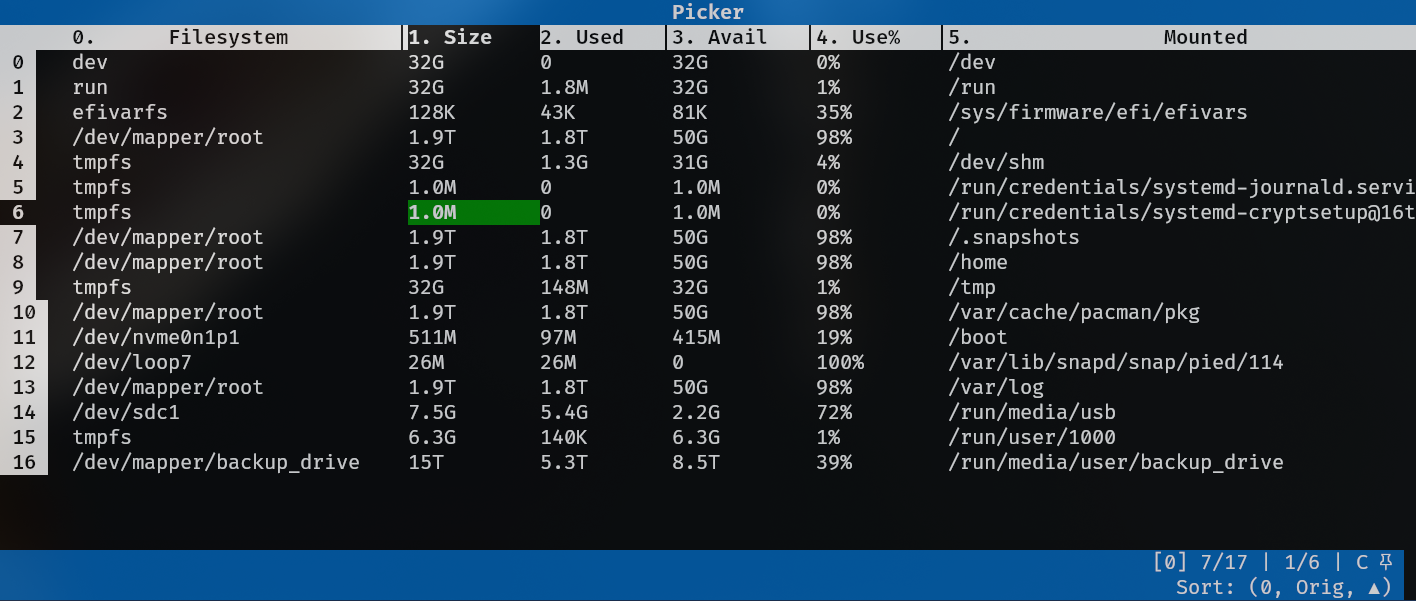 Picker
0. Filesystem 1. Size 2. Used 3. Avail 4. Use% 5. Mounted
0 dev 32G 0 32G 0% /dev
1 run 32G 1.8M 32G 1% /run
2 efivarfs 128K 43K 81K 35% /sys/firmware/efi/efivars
3 /dev/mapper/root 1.9T 1.8T 50G 98% /
4 tmpfs 32G 1.3G 31G 4% /dev/shm
5 tmpfs 1.0M 0 1.0M 0% /run/credentials/systemd-journald.servi
6 tmpfs 1.0M 0 1.0M 0% /run/credentials/systemd-cryptsetup@16t
7 /dev/mapper/root 1.9T 1.8T 50G 98% /.snapshots
8 /dev/mapper/root 1.9T 1.8T 50G 98% /home
9 tmpfs 32G 148M 32G 1% /tmp
10 /dev/mapper/root 1.9T 1.8T 50G 98% /var/cache/pacman/pkg
11 /dev/nvme0n1p1 511M 97M 415M 19% /boot
12 /dev/loop7 26M 26M 0 100% /var/lib/snapd/snap/pied/114
13 /dev/mapper/root 1.9T 1.8T 50G 98% /var/log
14 /dev/sdc1 7.5G 5.4G 2.2G 72% /run/media/usb
15 tmpfs 6.3G 140K 6.3G 1% /run/user/1000
16 /dev/mapper/backup_drive 15T 5.3T 8.5T 39% /run/media/user/backup_drive
[0] 7/17 | 1/6 | C
Sort: (0, Orig, ▲)